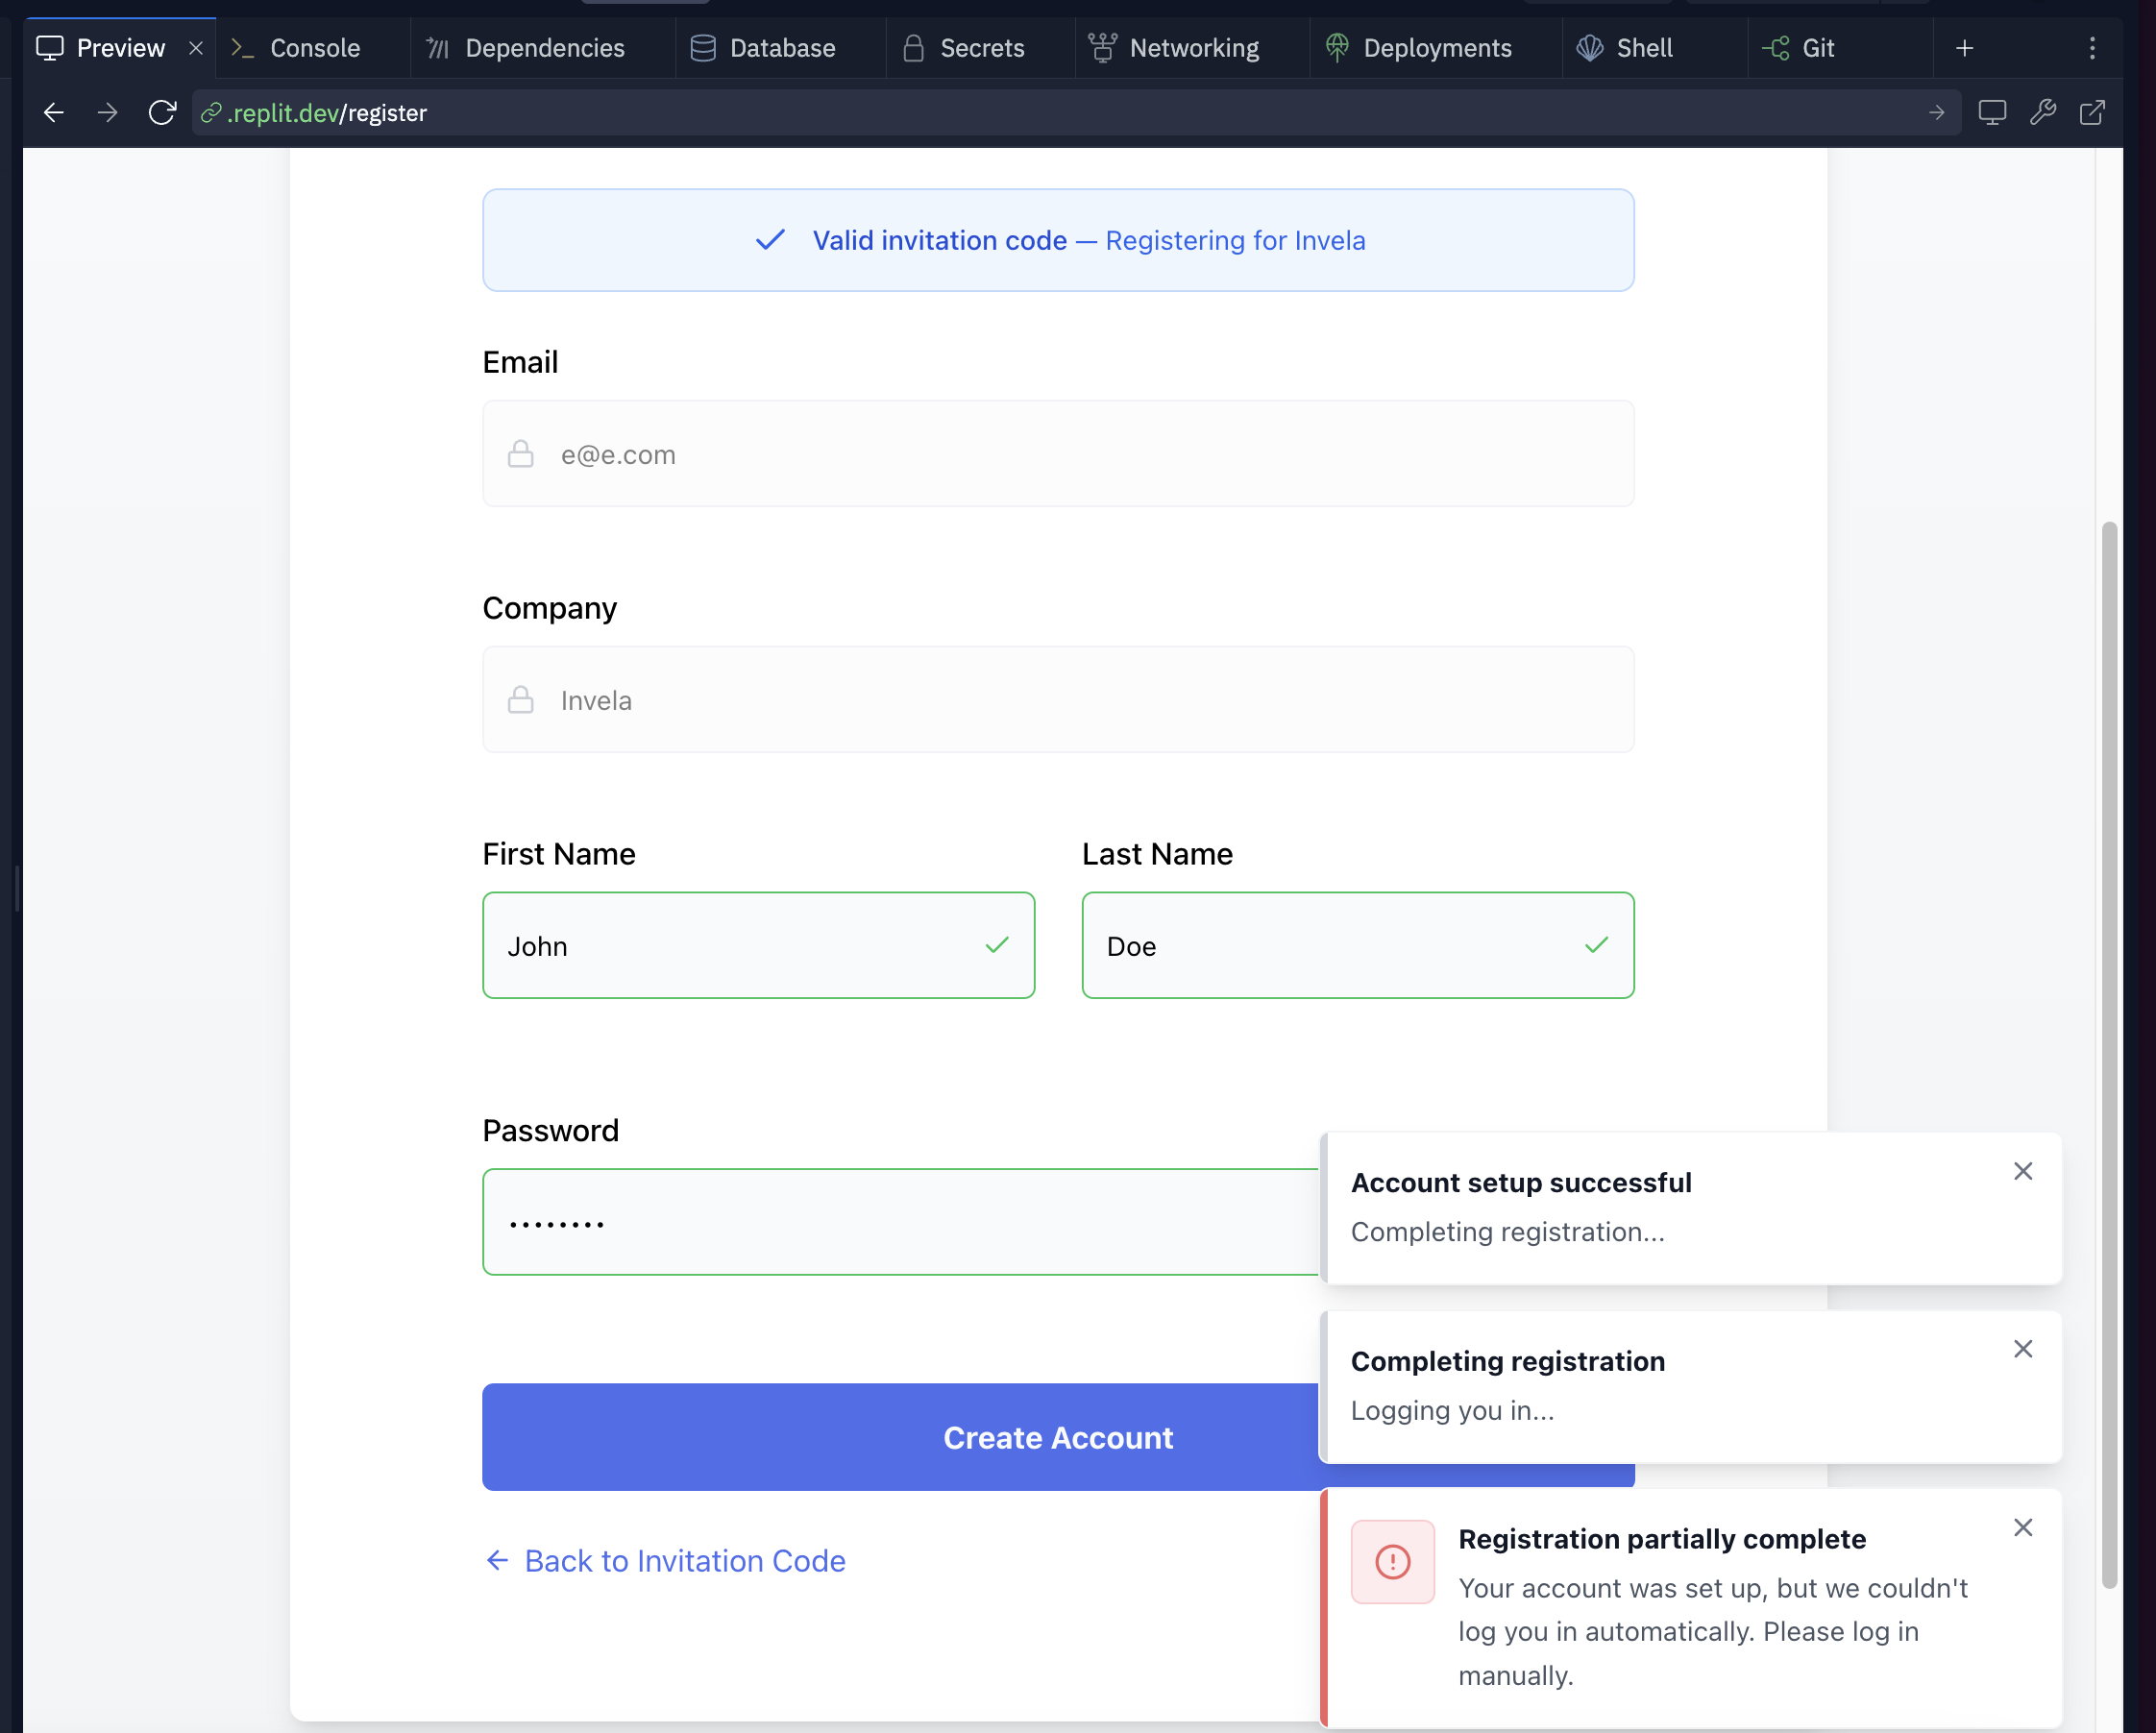 Preview
Console
Dependencies
Database
Secrets
Networking
Deployments
Shell
Git
.replit.dev/register
Valid invitation code — Registering for Invela
Email
e@e.com
Company
Invela
First Name
Last Name
John
Doe
Password
••••••••
Account setup successful
Completing registration...
Completing registration
Logging you in...
Create Account
Registration partially complete
Your account was set up, but we couldn't
log you in automatically. Please log in
manually.
Back to Invitation Code